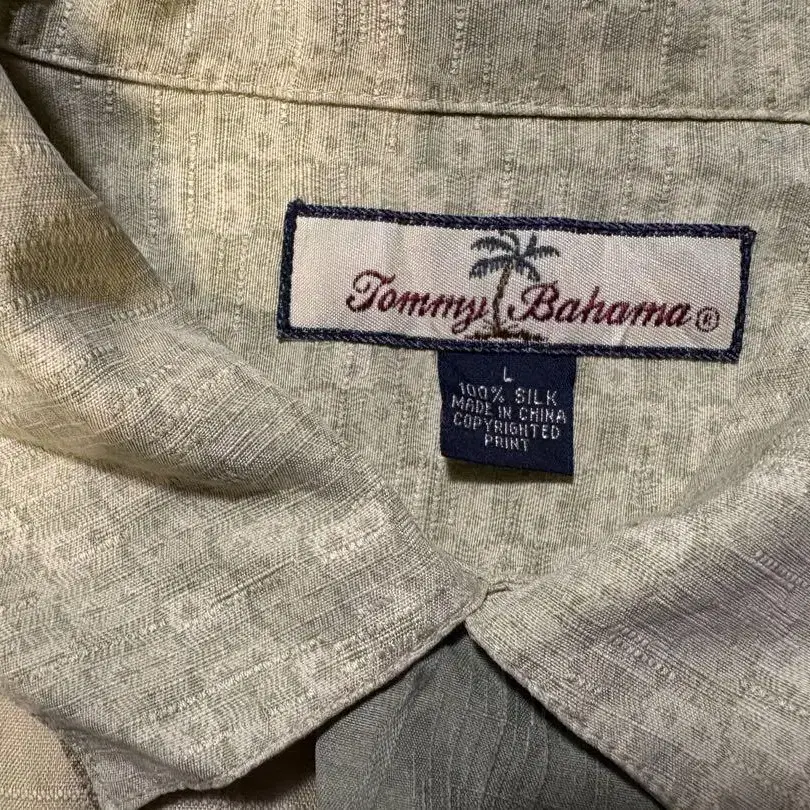 Tommy Bahama®
L
100% SILK
MADE IN CHINA
COPYRIGHTED
PRINT